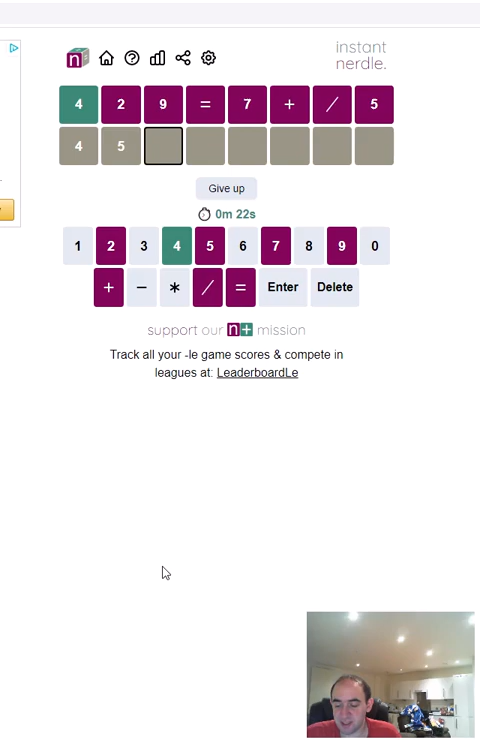 instant
nerdle.
n
4 2 9 = 7 + / 5
4 5
Give up
0m 22s
1 2 3 4 5 6 7 8 9 0
+ − * / = Enter Delete
support our n+ mission
Track all your -le game scores & compete in
leagues at: LeaderboardLe